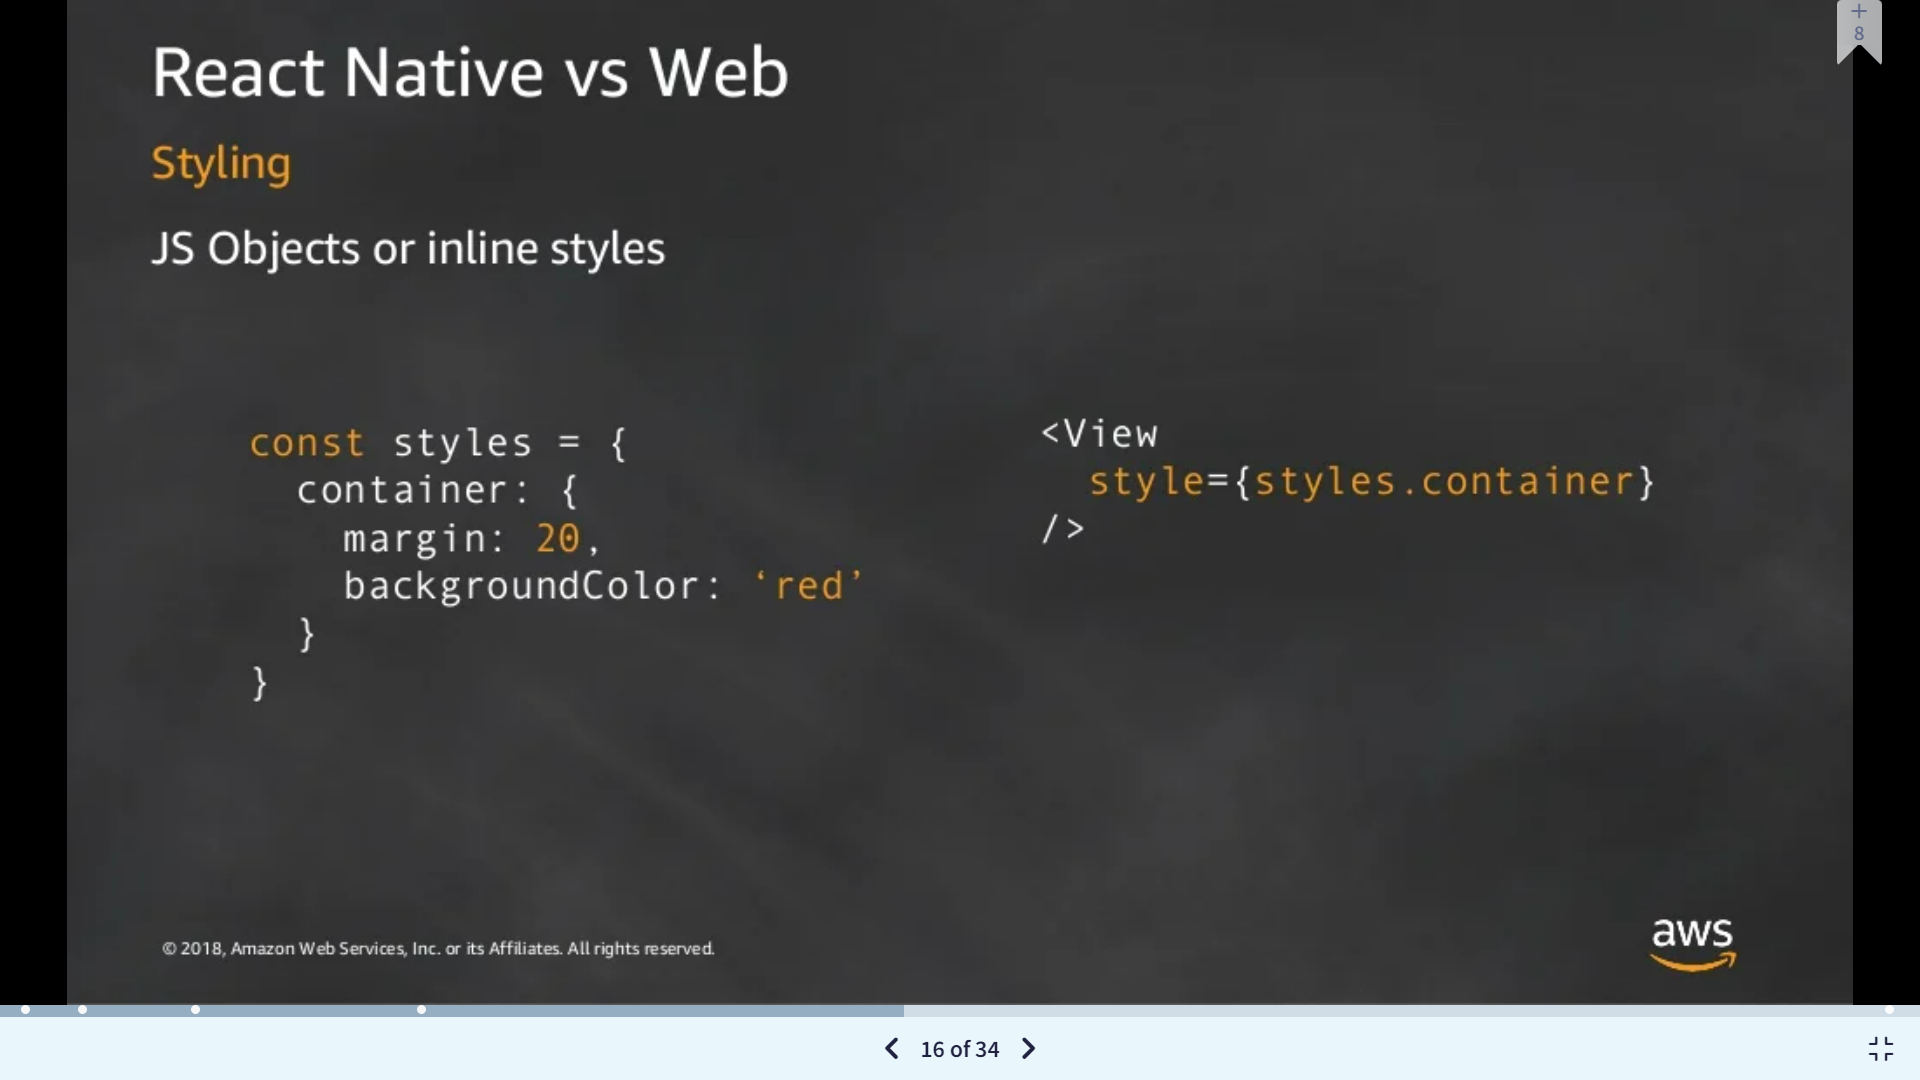 React Native vs Web
Styling
JS Objects or inline styles
const styles = {
  container: {
    margin: 20,
    backgroundColor: ‘red’
  }
}
<View
  style={styles.container}
/>
© 2018, Amazon Web Services, Inc. or its Affiliates. All rights reserved.
aws
+
8
16 of 34